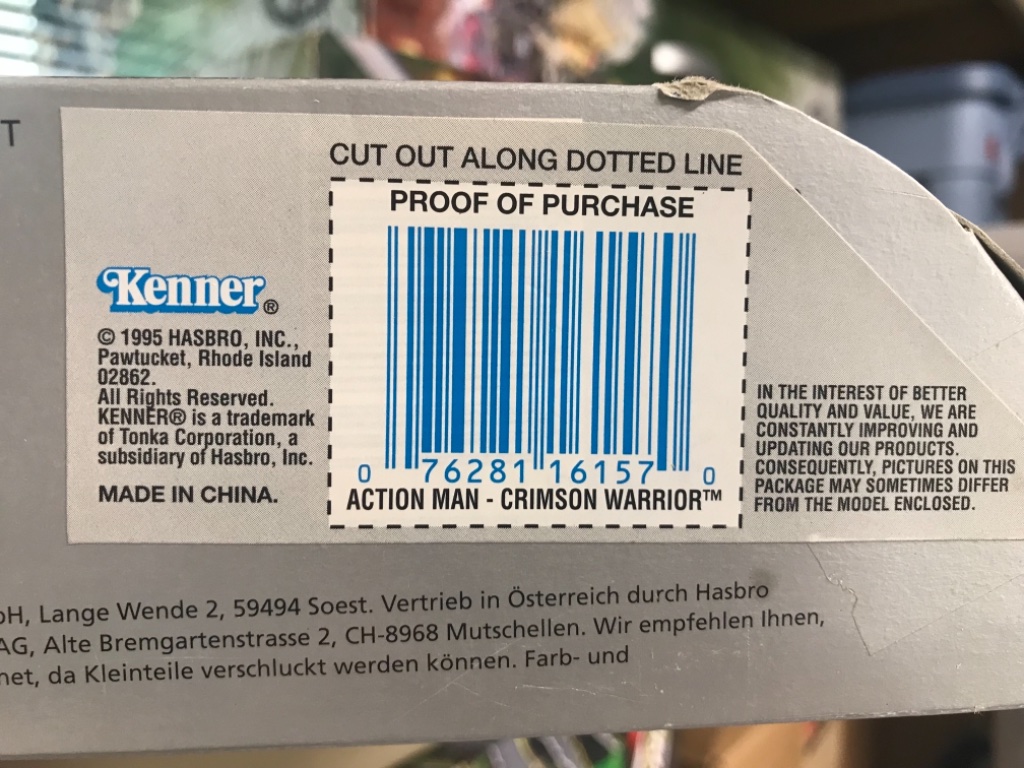 T
CUT OUT ALONG DOTTED LINE
PROOF OF PURCHASE
0 76281 16157 0
ACTION MAN - CRIMSON WARRIOR™
Kenner®
© 1995 HASBRO, INC.,
Pawtucket, Rhode Island
02862.
All Rights Reserved.
KENNER® is a trademark
of Tonka Corporation, a
subsidiary of Hasbro, Inc.
MADE IN CHINA.
IN THE INTEREST OF BETTER
QUALITY AND VALUE, WE ARE
CONSTANTLY IMPROVING AND
UPDATING OUR PRODUCTS.
CONSEQUENTLY, PICTURES ON THIS
PACKAGE MAY SOMETIMES DIFFER
FROM THE MODEL ENCLOSED.
bH, Lange Wende 2, 59494 Soest. Vertrieb in Österreich durch Hasbro
AG, Alte Bremgartenstrasse 2, CH-8968 Mutschellen. Wir empfehlen Ihnen,
net, da Kleinteile verschluckt werden können. Farb- und